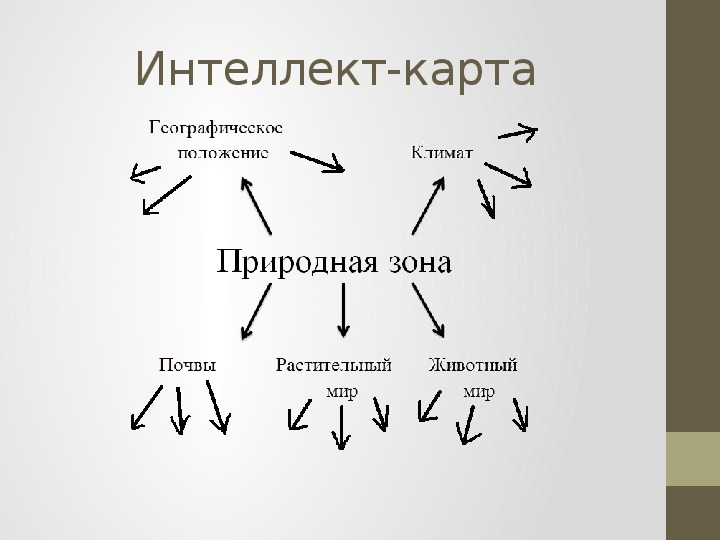 Интеллект-карта
Географическое
положение
Климат
Природная зона
Почвы
Растительный
мир
Животный
мир